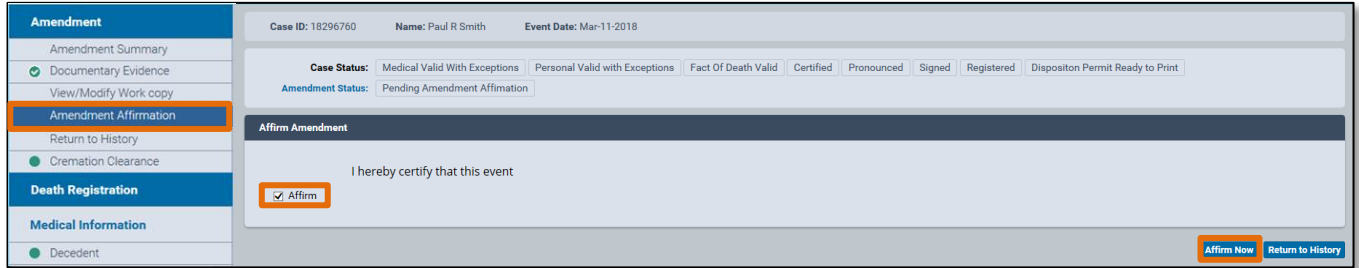 Amendment
Amendment Summary
Documentary Evidence
View/Modify Work copy
Amendment Affirmation
Return to History
Cremation Clearance
Death Registration
Medical Information
Decedent
Case ID: 18296760 Name: Paul R Smith Event Date: Mar-11-2018
Case Status: Medical Valid With Exceptions Personal Valid with Exceptions Fact Of Death Valid Certified Pronounced Signed Registered Dispositon Permit Ready to Print
Amendment Status: Pending Amendment Affimation
Affirm Amendment
I hereby certify that this event
Affirm
Affirm Now Return to History